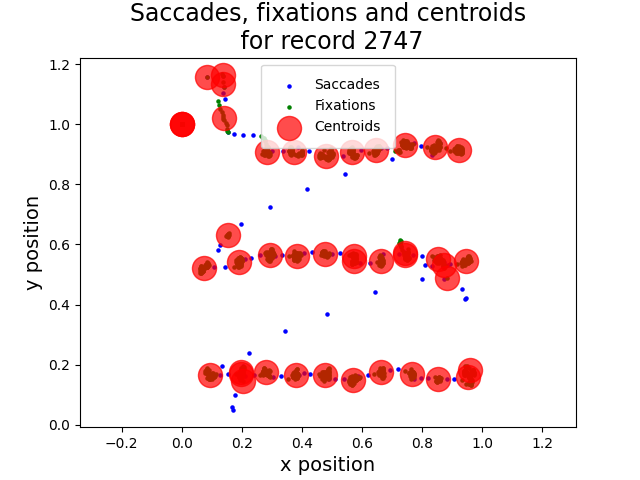 Saccades, fixations and centroids
for record 2747
Saccades
Fixations
Centroids
1.2
1.0
0.8
0.6
0.4
0.2
0.0
y position
−0.2 0.0 0.2 0.4 0.6 0.8 1.0 1.2
x position